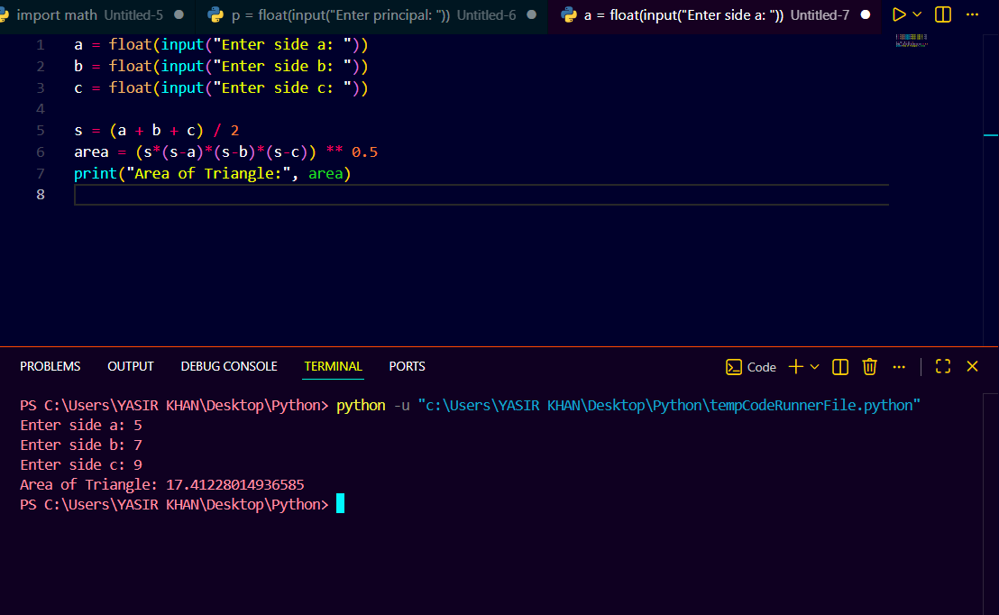 import math Untitled-5 p = float(input("Enter principal: ")) Untitled-6 a = float(input("Enter side a: ")) Untitled-7
1 a = float(input("Enter side a: "))
2 b = float(input("Enter side b: "))
3 c = float(input("Enter side c: "))
4
5 s = (a + b + c) / 2
6 area = (s*(s-a)*(s-b)*(s-c)) ** 0.5
7 print("Area of Triangle:", area)
8
PROBLEMS OUTPUT DEBUG CONSOLE TERMINAL PORTS Code
PS C:\Users\YASIR KHAN\Desktop\Python> python -u "c:\Users\YASIR KHAN\Desktop\Python\tempCodeRunnerFile.python"
Enter side a: 5
Enter side b: 7
Enter side c: 9
Area of Triangle: 17.41228014936585
PS C:\Users\YASIR KHAN\Desktop\Python>